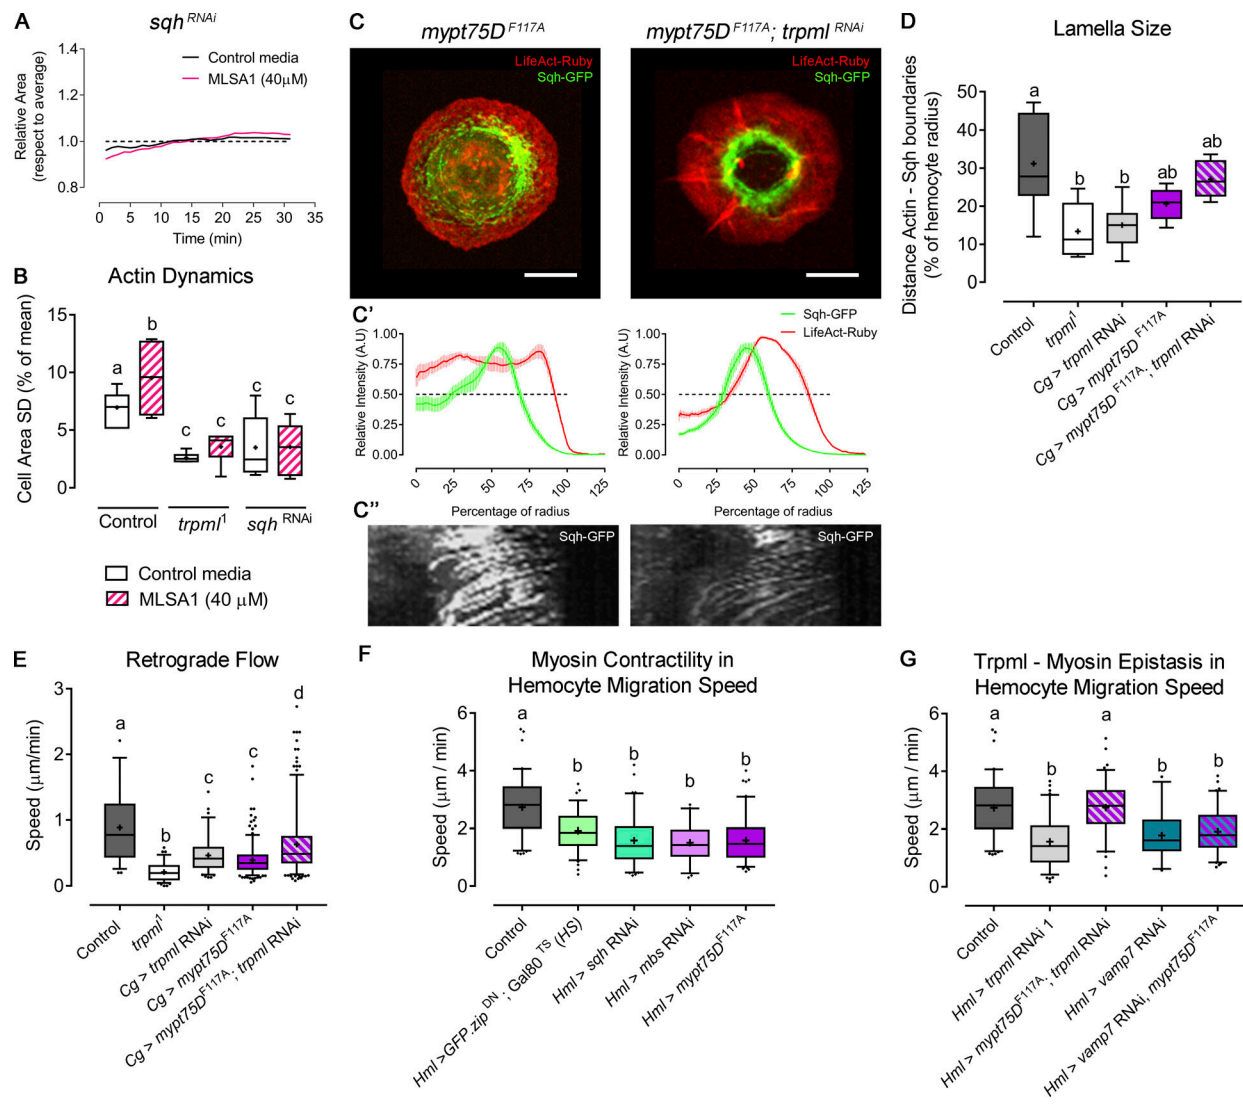 A
sqh RNAi
1.4
1.2
1.0
0.8
Relative Area
(respect to average)
Control media
MLSA1 (40μM)
0 5 10 15 20 25 30 35
Time (min)
B
Actin Dynamics
15
10
5
0
Cell Area SD (% of mean)
a b c c c c
Control trpml1 sqh RNAi
Control media
MLSA1 (40 μM)
C
mypt75D F117A
LifeAct-Ruby
Sqh-GFP
mypt75D F117A; trpml RNAi
LifeAct-Ruby
Sqh-GFP
C'
Sqh-GFP
LifeAct-Ruby
Relative Intensity (A.U)
1.00
0.75
0.50
0.25
0.00
0 25 50 75 100 125
Percentage of radius
Relative Intensity (A.U)
1.00
0.75
0.50
0.25
0.00
0 25 50 75 100 125
Percentage of radius
C"
Sqh-GFP
Sqh-GFP
D
Lamella Size
50
40
30
20
10
0
Distance Actin - Sqh boundaries
(% of hemocyte radius)
a b b ab ab
Control
trpml1
Cg > trpml RNAi
Cg > mypt75D F117A
Cg > mypt75D F117A; trpml RNAi
E
Retrograde Flow
3
2
1
0
Speed (μm/min)
a b c c d
Control
trpml1
Cg > trpml RNAi
Cg > mypt75D F117A
Cg > mypt75D F117A; trpml RNAi
F
Myosin Contractility in
Hemocyte Migration Speed
6
4
2
0
Speed (μm / min)
a b b b b
Control
Hml >GFP.zip DN ; Gal80 TS (HS)
Hml > sqh RNAi
Hml > mbs RNAi
Hml > mypt75D F117A
G
Trpml - Myosin Epistasis in
Hemocyte Migration Speed
6
4
2
0
Speed (μm / min)
a b a b b
Control
Hml > trpml RNAi 1
Hml > mypt75D F117A; trpml RNAi
Hml > vamp7 RNAi
Hml > vamp7 RNAi, mypt75D F117A